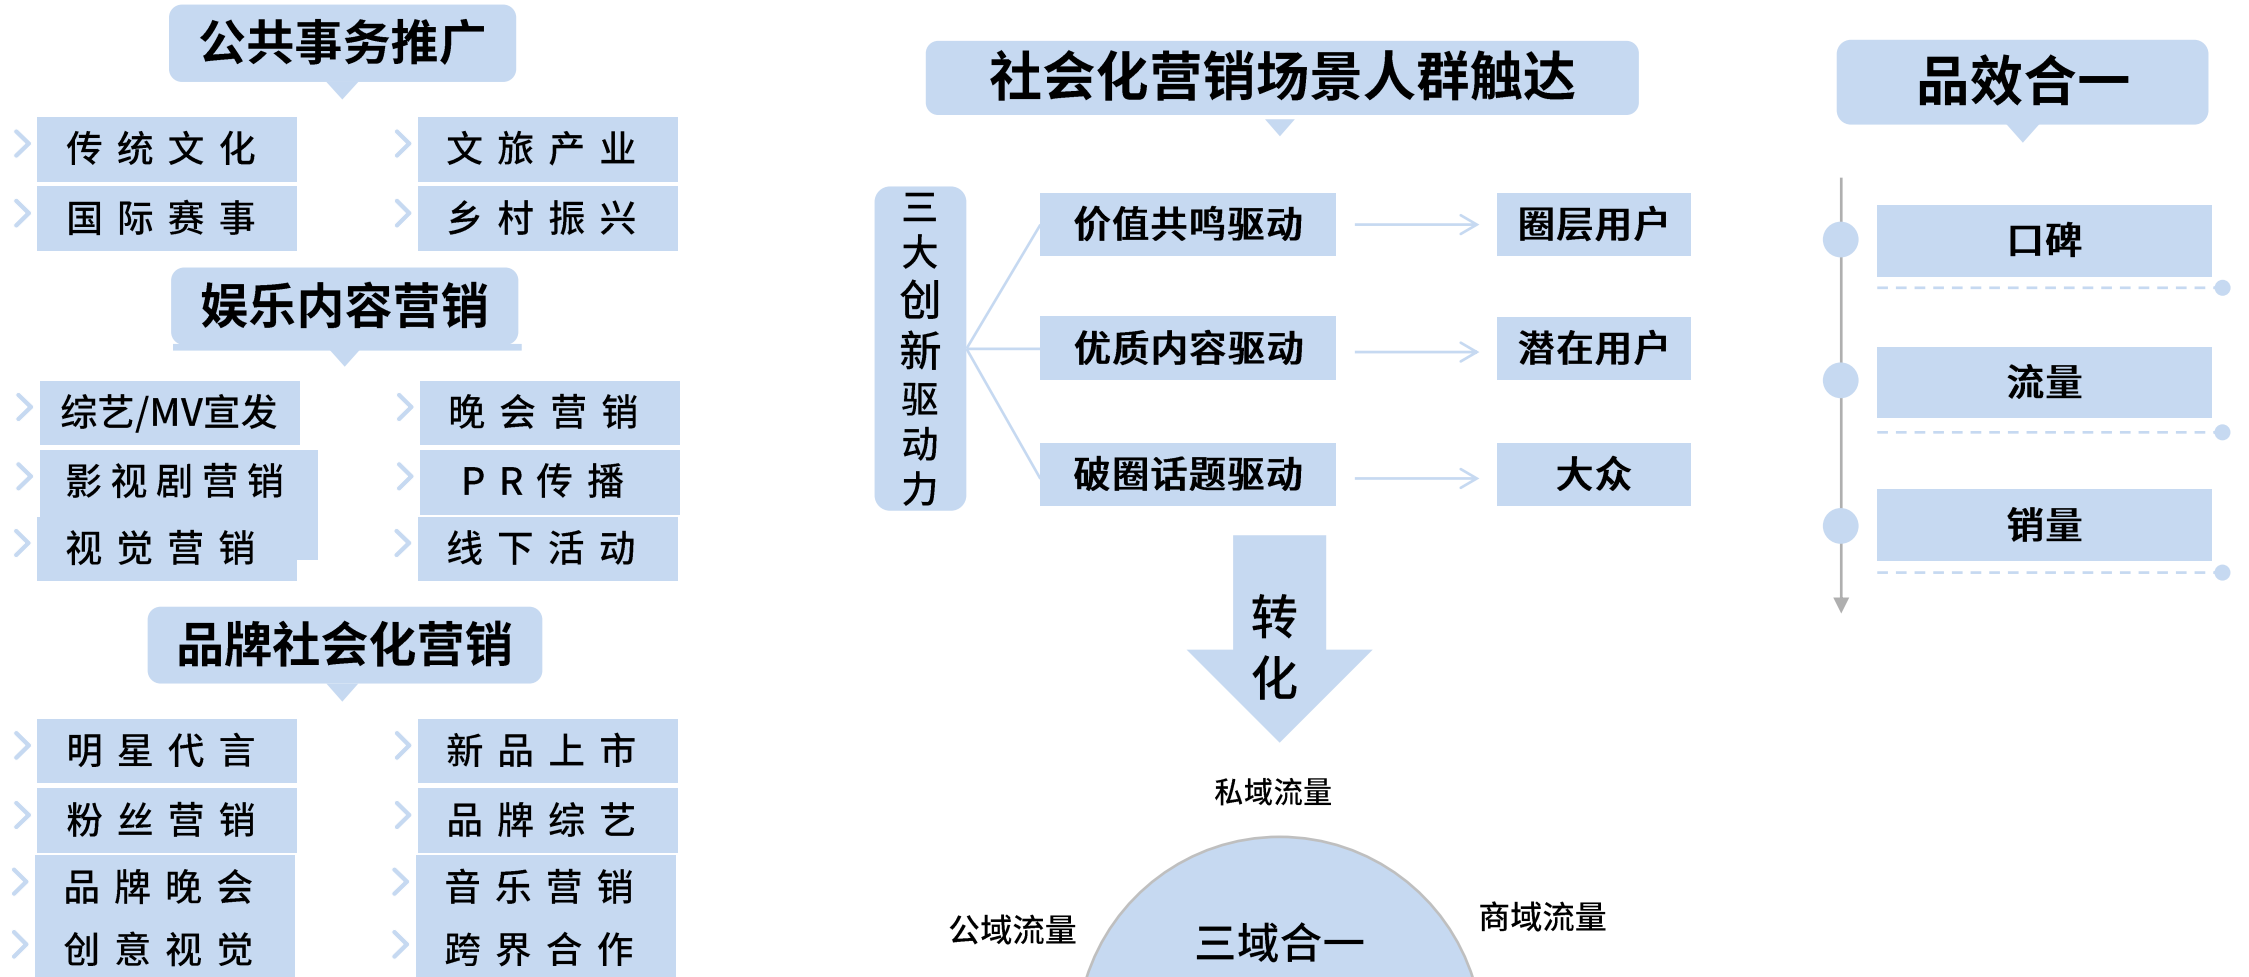 公共事务推广
传统文化
文旅产业
国际赛事
乡村振兴
娱乐内容营销
综艺/MV宣发
晚会营销
影视剧营销
PR传播
视觉营销
线下活动
品牌社会化营销
明星代言
新品上市
粉丝营销
品牌综艺
品牌晚会
音乐营销
创意视觉
跨界合作
社会化营销场景人群触达
三大创新驱动力
价值共鸣驱动
圈层用户
优质内容驱动
潜在用户
破圈话题驱动
大众
转化
私域流量
公域流量
商域流量
三域合一
品效合一
口碑
流量
销量